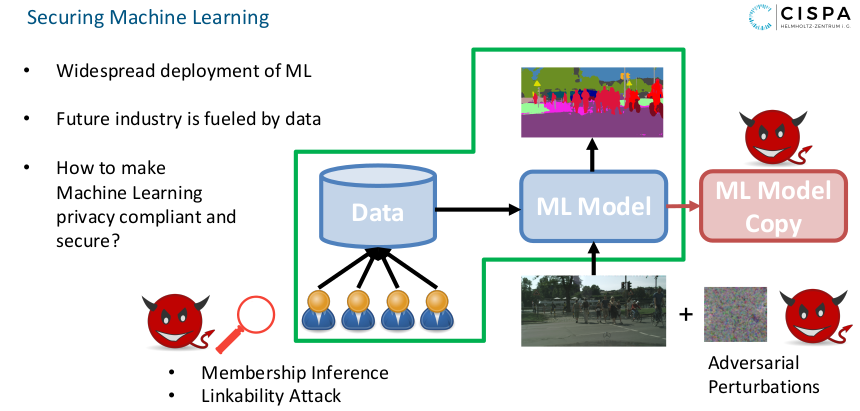 Securing Machine Learning
CISPA
HELMHOLTZ-ZENTRUM I. G.
• Widespread deployment of ML
• Future industry is fueled by data
• How to make
Machine Learning
privacy compliant and
secure?
Data
ML Model
ML Model
Copy
+
• Membership Inference
• Linkability Attack
Adversarial
Perturbations